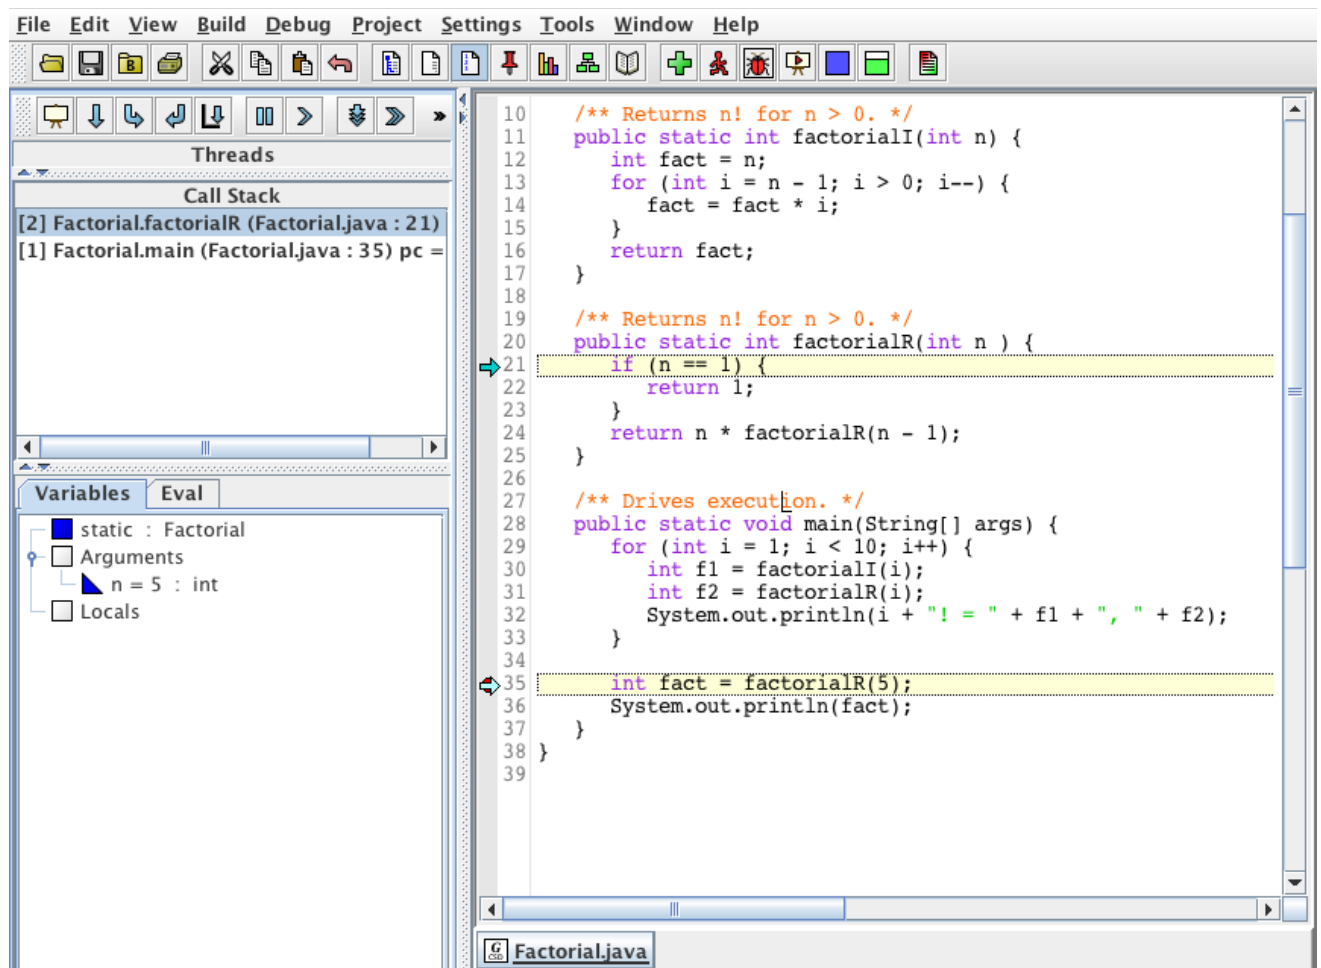 File Edit View Build Debug Project Settings Tools Window Help
Threads
Call Stack
[2] Factorial.factorialR (Factorial.java : 21)
[1] Factorial.main (Factorial.java : 35) pc =
Variables Eval
static : Factorial
Arguments
n = 5 : int
Locals
10 /** Returns n! for n > 0. */
11 public static int factorialI(int n) {
12 int fact = n;
13 for (int i = n - 1; i > 0; i--) {
14 fact = fact * i;
15 }
16 return fact;
17 }
18
19 /** Returns n! for n > 0. */
20 public static int factorialR(int n ) {
21 if (n == 1) {
22 return 1;
23 }
24 return n * factorialR(n - 1);
25 }
26
27 /** Drives execution. */
28 public static void main(String[] args) {
29 for (int i = 1; i < 10; i++) {
30 int f1 = factorialI(i);
31 int f2 = factorialR(i);
32 System.out.println(i + "! = " + f1 + ", " + f2);
33 }
34
35 int fact = factorialR(5);
36 System.out.println(fact);
37 }
38 }
39
G CSD Factorial.java